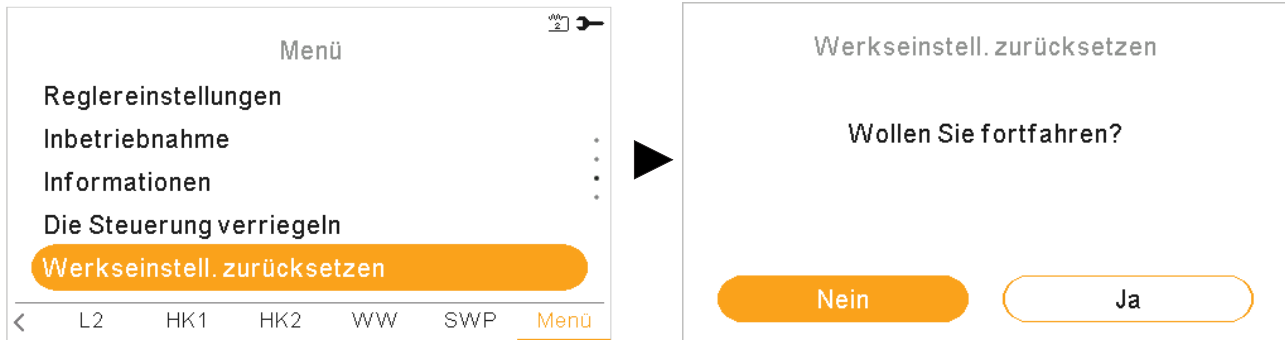 2
Menü
Reglereinstellungen
Inbetriebnahme
Informationen
Die Steuerung verriegeln
Werkseinstell. zurücksetzen
< L2 HK1 HK2 WW SWP Menü
Werkseinstell. zurücksetzen
Wollen Sie fortfahren?
Nein Ja